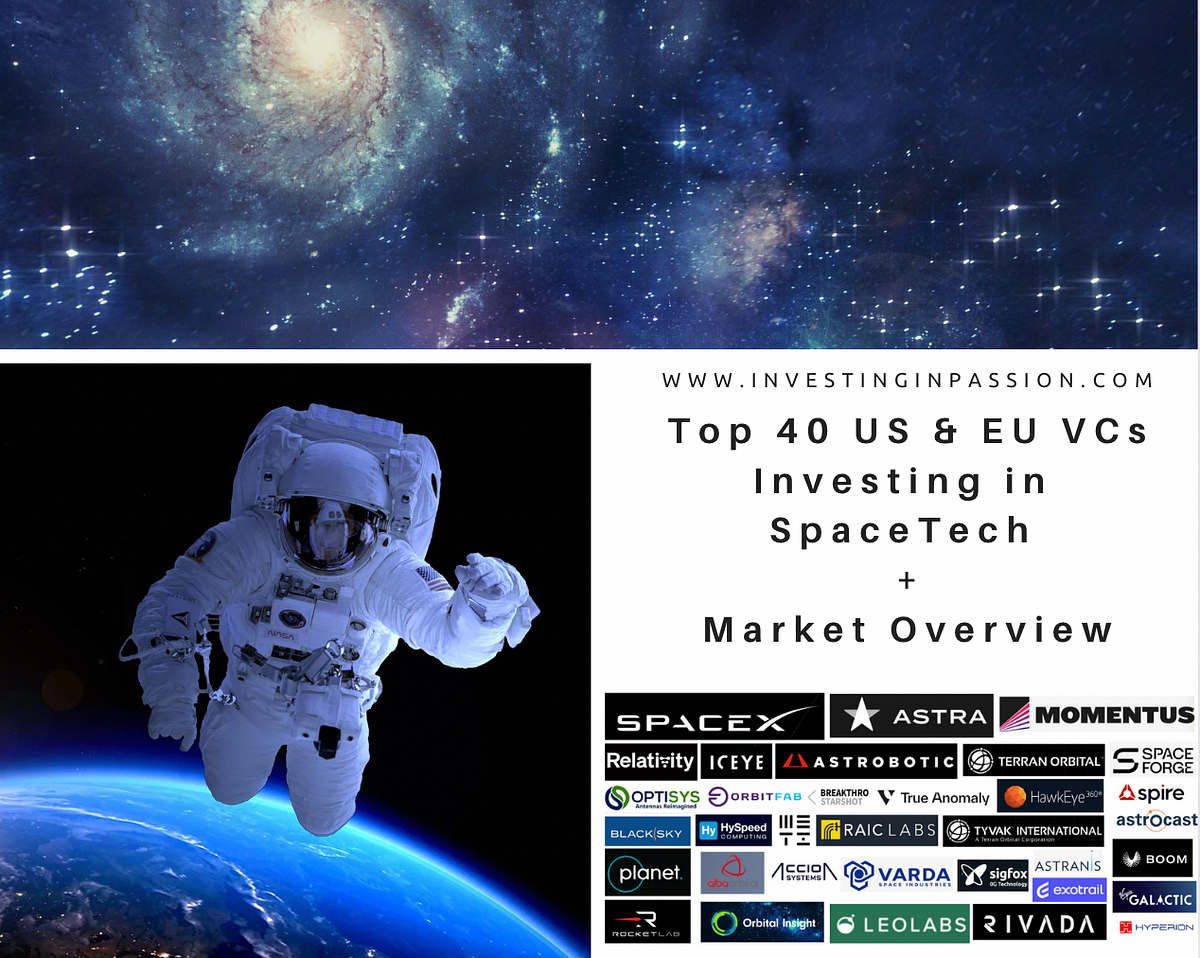 WWW.INVESTINGINPASSION.COM
Top 40 US & EU VCs
Investing in
SpaceTech
+
Market Overview
NASA
SPACEX
ASTRA
MOMENTUS
Relativity
ICEYE
ASTROBOTIC
TERRAN ORBITAL
SPACE
FORGE
OPTISYS
Antennas Reimagined
ORBITFAB
BREAKTHRO
STARSHOT
True Anomaly
HawkEye360
spire
astrocast
BLACKSKY
Hy HySpeed
COMPUTING
RAIC LABS
TYVAK INTERNATIONAL
A Terran Orbital Corporation
planet.
alba orbital
ACCION
SYSTEMS
VARDA
SPACE INDUSTRIES
sigfox
0G Technology
ASTRANIS
exotrail
BOOM
Virgin
GALACTIC
ROCKETLAB
Orbital Insight
LEOLABS
RIVADA
HYPERION